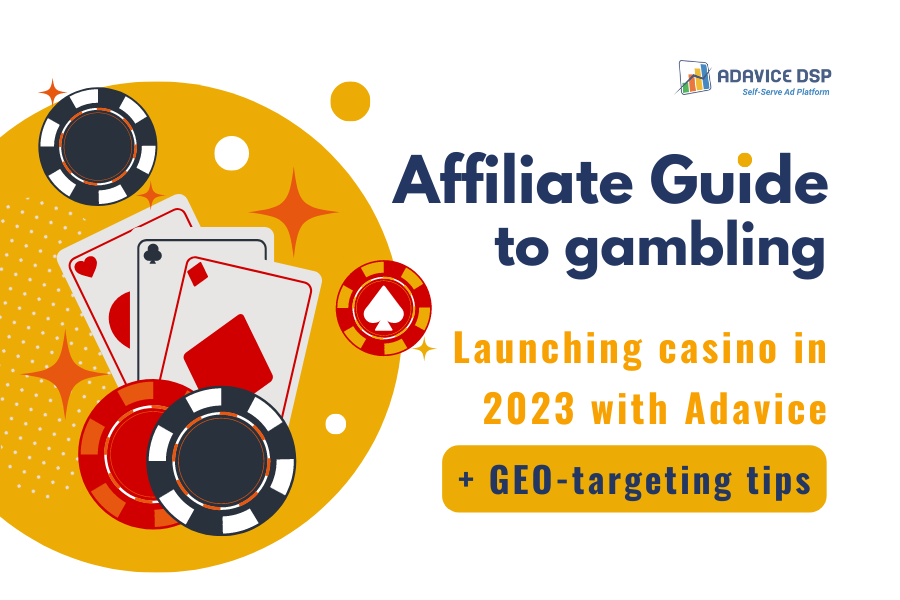 ADAVICE DSP
Self-Serve Ad Platform
Affiliate Guide
to gambling
Launching casino in
2023 with Adavice
+ GEO-targeting tips